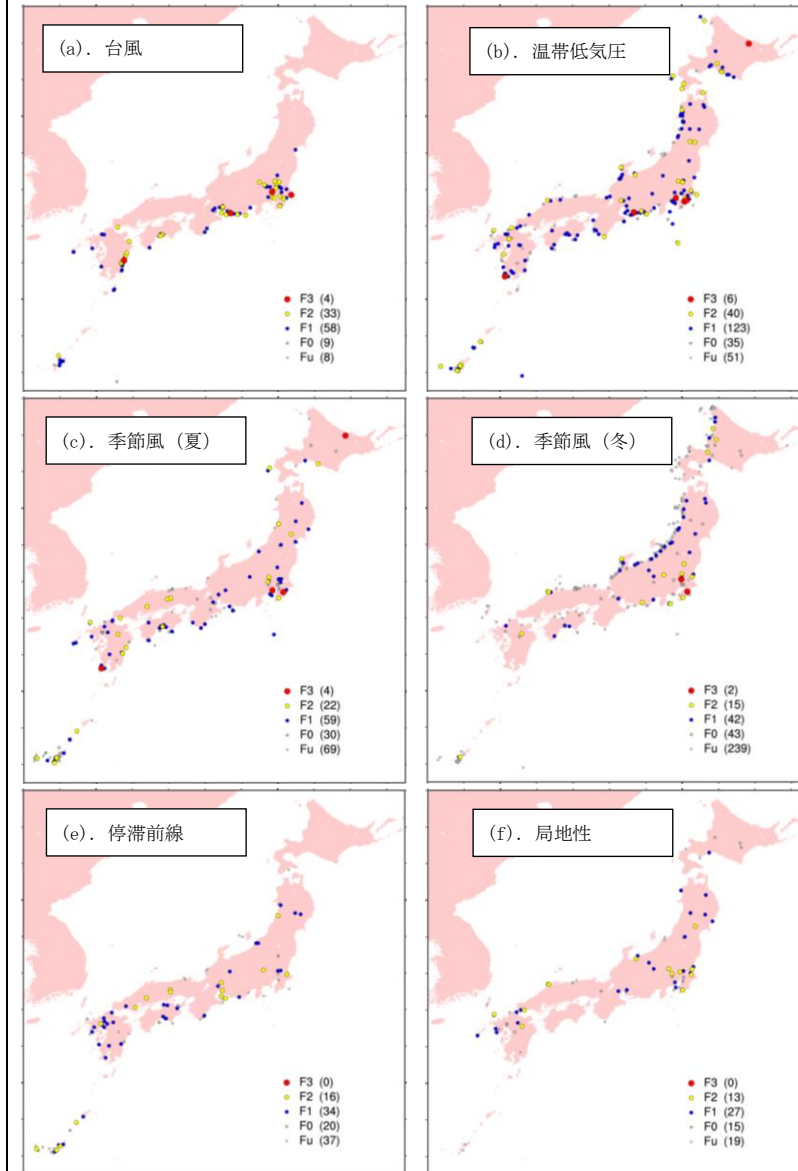 (a). 台風
F3 (4)
F2 (33)
F1 (58)
F0 (9)
Fu (8)
(b). 温帯低気圧
F3 (6)
F2 (40)
F1 (123)
F0 (35)
Fu (51)
(c). 季節風（夏）
F3 (4)
F2 (22)
F1 (59)
F0 (30)
Fu (69)
(d). 季節風（冬）
F3 (2)
F2 (15)
F1 (42)
F0 (43)
Fu (239)
(e). 停滞前線
F3 (0)
F2 (16)
F1 (34)
F0 (20)
Fu (37)
(f). 局地性
F3 (0)
F2 (13)
F1 (27)
F0 (15)
Fu (19)